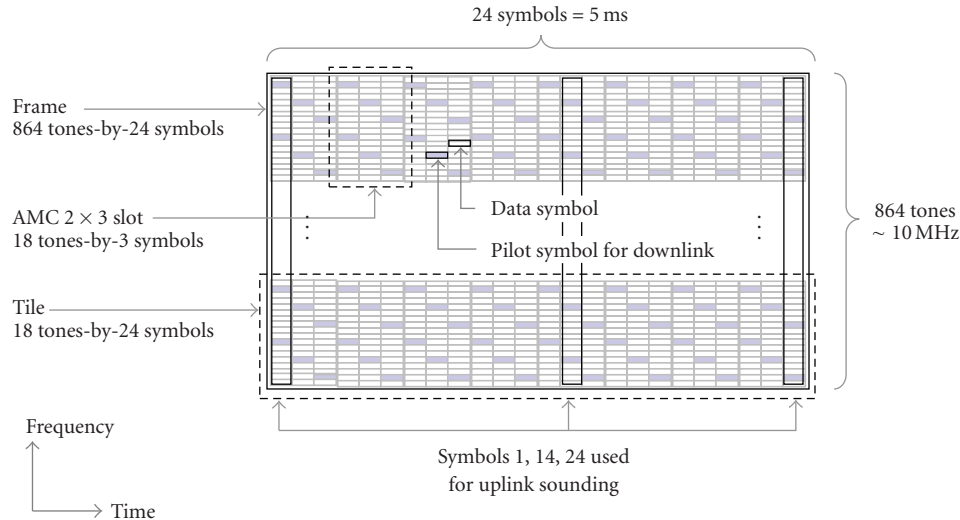 24 symbols = 5 ms
Frame
864 tones-by-24 symbols
AMC 2 × 3 slot
18 tones-by-3 symbols
Data symbol
Pilot symbol for downlink
864 tones
∼ 10 MHz
Tile
18 tones-by-24 symbols
Frequency
Time
Symbols 1, 14, 24 used
for uplink sounding